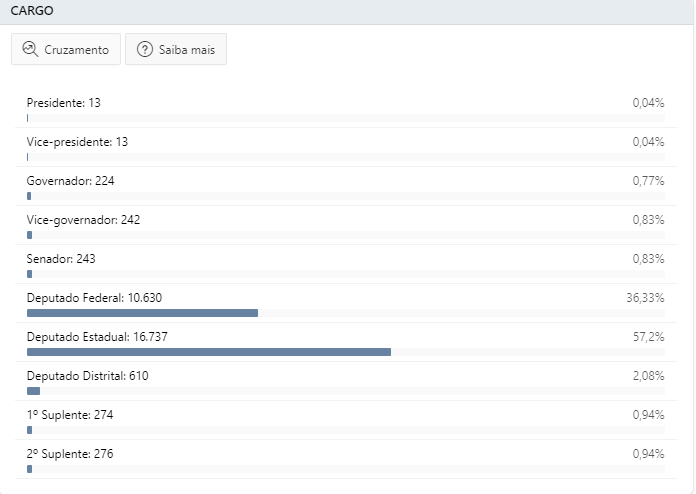 CARGO
Cruzamento Saiba mais
Presidente: 13 0,04%
Vice-presidente: 13 0,04%
Governador: 224 0,77%
Vice-governador: 242 0,83%
Senador: 243 0,83%
Deputado Federal: 10.630 36,33%
Deputado Estadual: 16.737 57,2%
Deputado Distrital: 610 2,08%
1º Suplente: 274 0,94%
2º Suplente: 276 0,94%